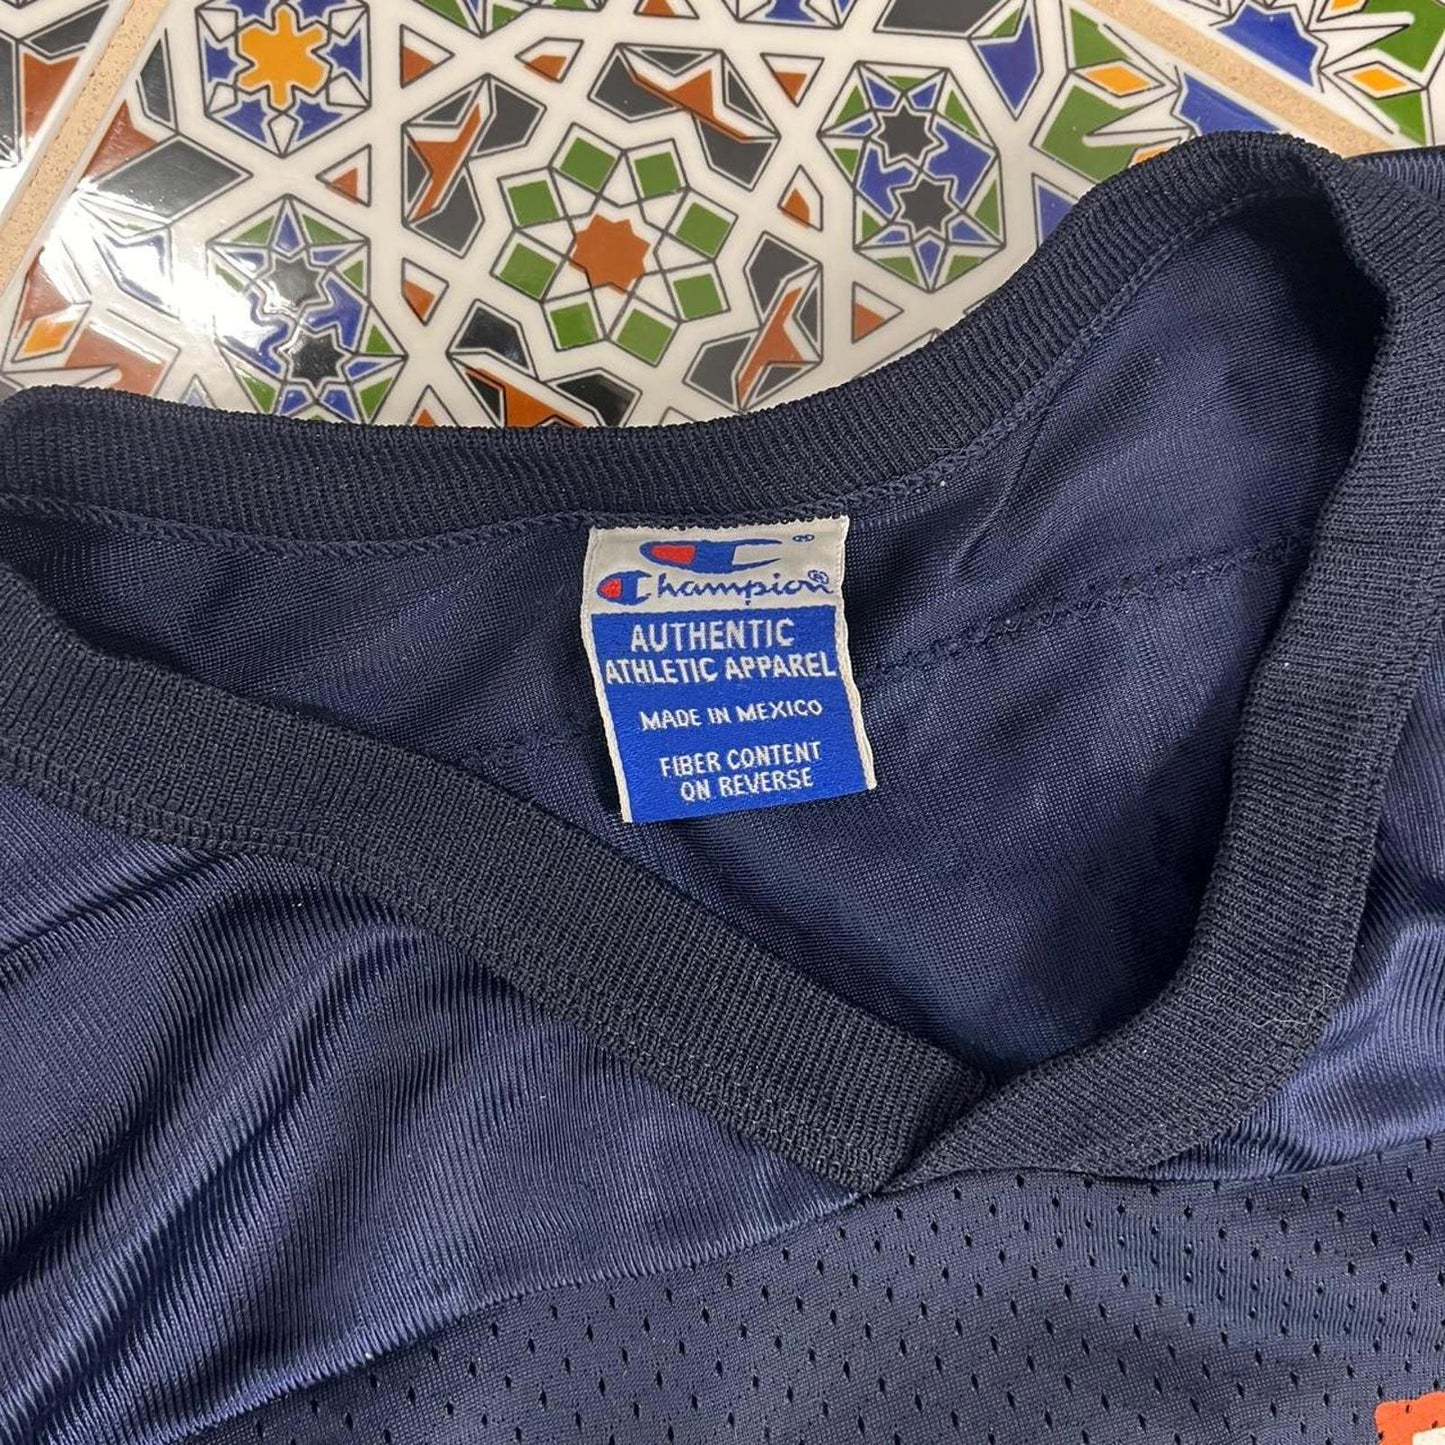 Champion®
AUTHENTIC
ATHLETIC APPAREL
MADE IN MEXICO
FIBER CONTENT
ON REVERSE